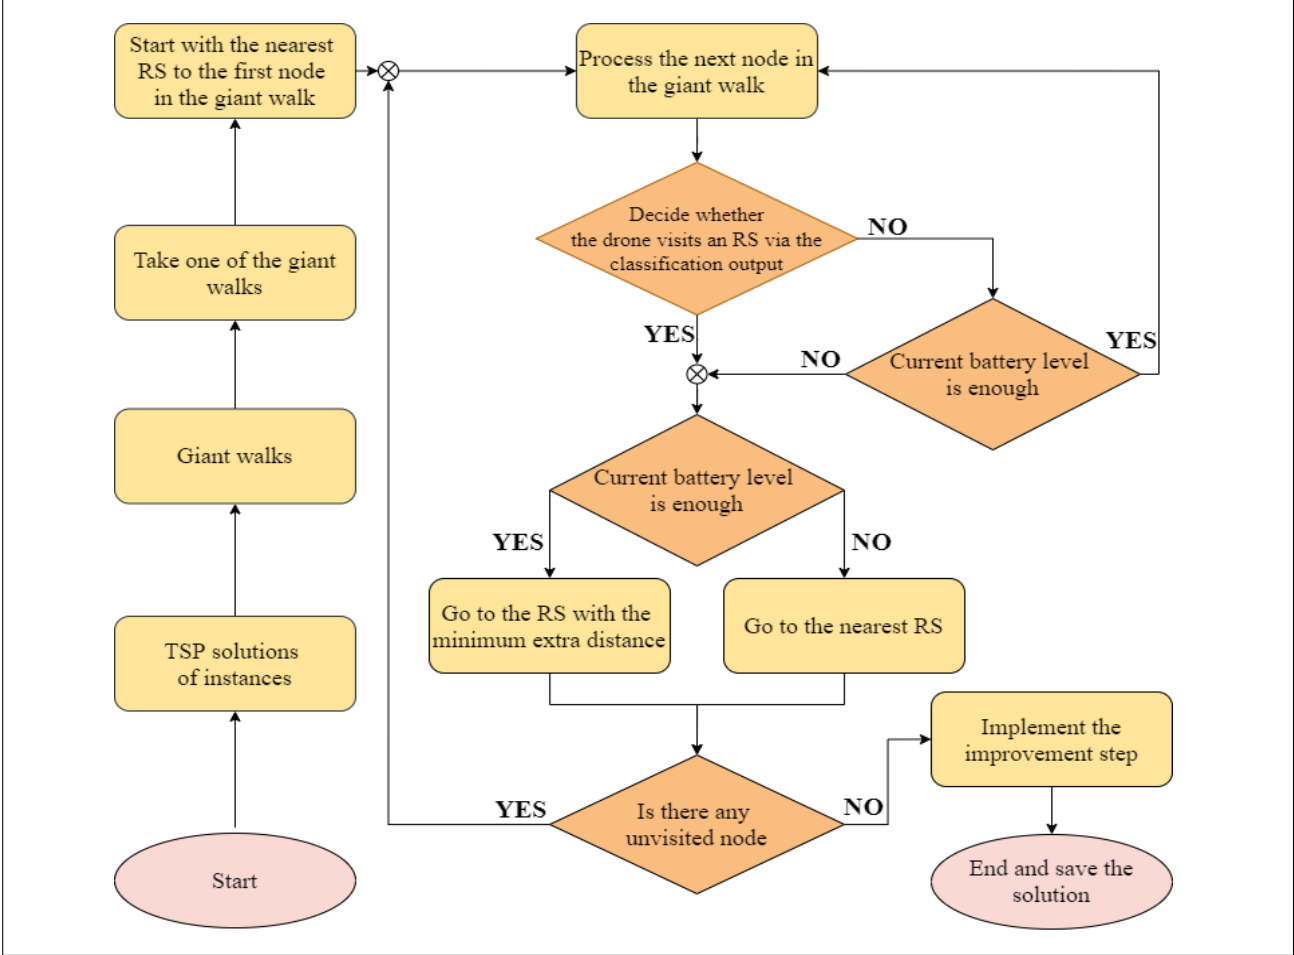 Start with the nearest
RS to the first node
in the giant walk
Process the next node in
the giant walk
Decide whether
the drone visits an RS via the
classification output
NO
Take one of the giant
walks
YES
NO
Current battery level
is enough
YES
Giant walks
Current battery level
is enough
YES
NO
Go to the RS with the
minimum extra distance
Go to the nearest RS
TSP solutions
of instances
Is there any
unvisited node
YES
NO
Implement the
improvement step
Start
End and save the
solution